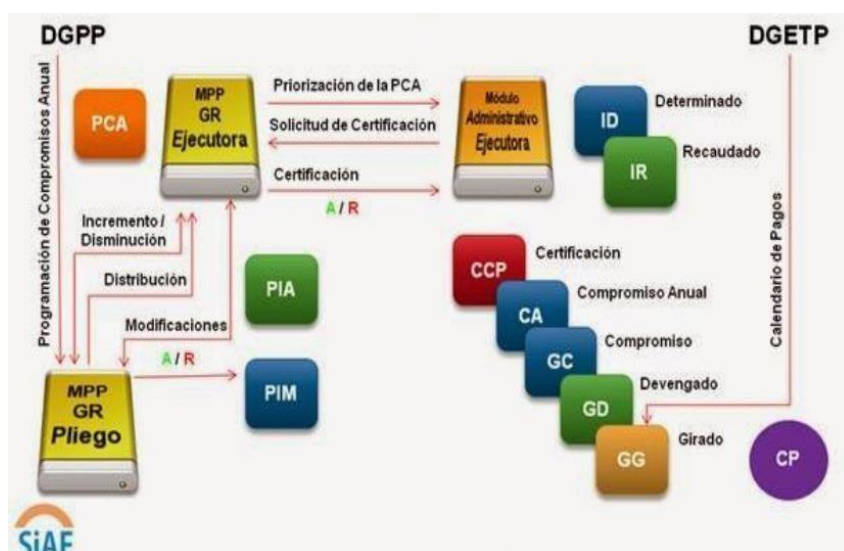 DGPP
DGETP
Programación de Compromisos Anual
PCA
MPP
GR
Ejecutora
Priorización de la PCA
Solicitud de Certificación
Certificación
A / R
Módulo
Administrativo
Ejecutora
ID
Determinado
IR
Recaudado
Calendario de Pagos
Incremento /
Disminución
Distribución
Modificaciones
A / R
PIA
PIM
MPP
GR
Pliego
CCP
Certificación
CA
Compromiso Anual
GC
Compromiso
GD
Devengado
GG
Girado
CP
SiAF